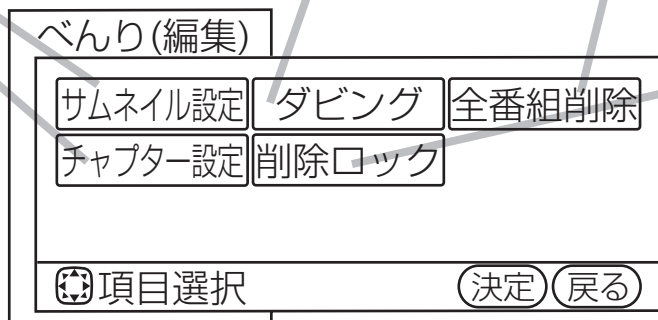 べんり(編集)
サムネイル設定 ダビング 全番組削除
チャプター設定 削除ロック
項目選択 決定 戻る